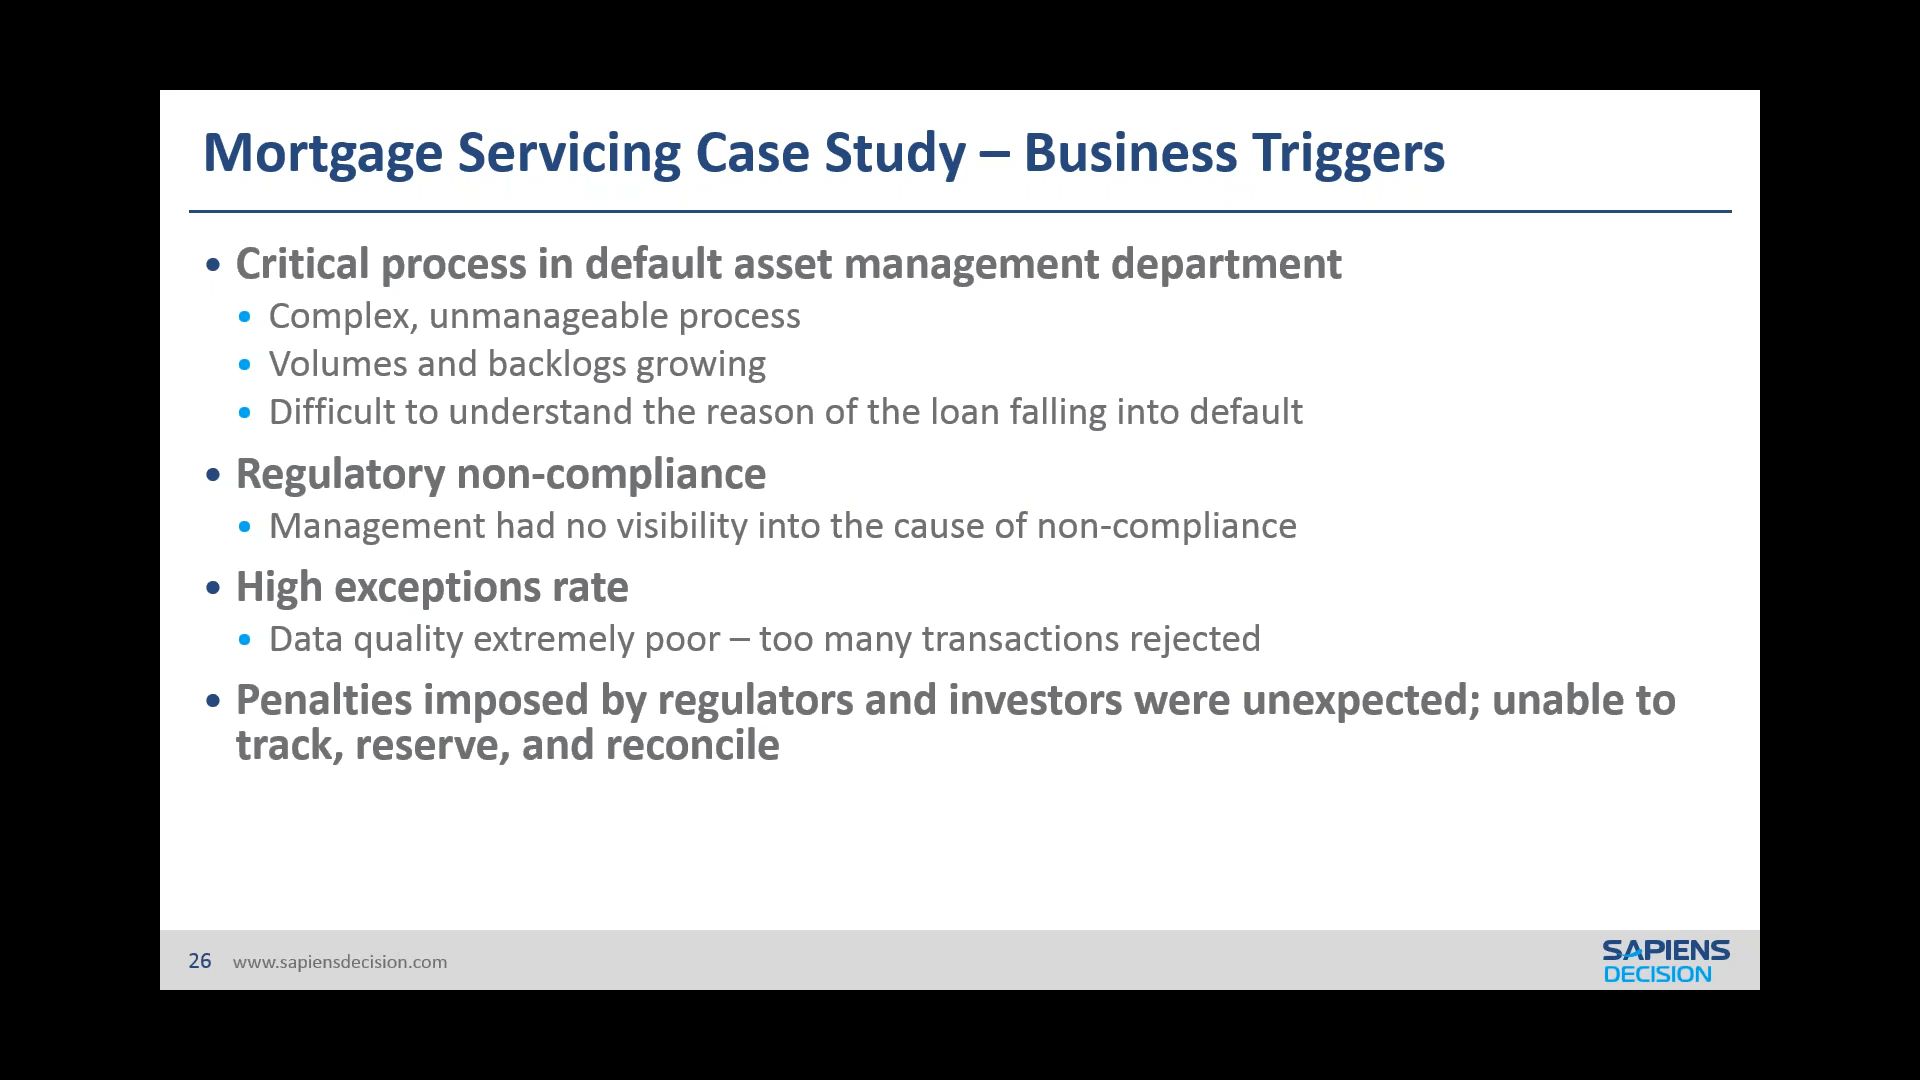 Mortgage Servicing Case Study – Business Triggers
• Critical process in default asset management department
• Complex, unmanageable process
• Volumes and backlogs growing
• Difficult to understand the reason of the loan falling into default
• Regulatory non-compliance
• Management had no visibility into the cause of non-compliance
• High exceptions rate
• Data quality extremely poor – too many transactions rejected
• Penalties imposed by regulators and investors were unexpected; unable to
track, reserve, and reconcile
26 www.sapiensdecision.com
SAPIENS
DECISION